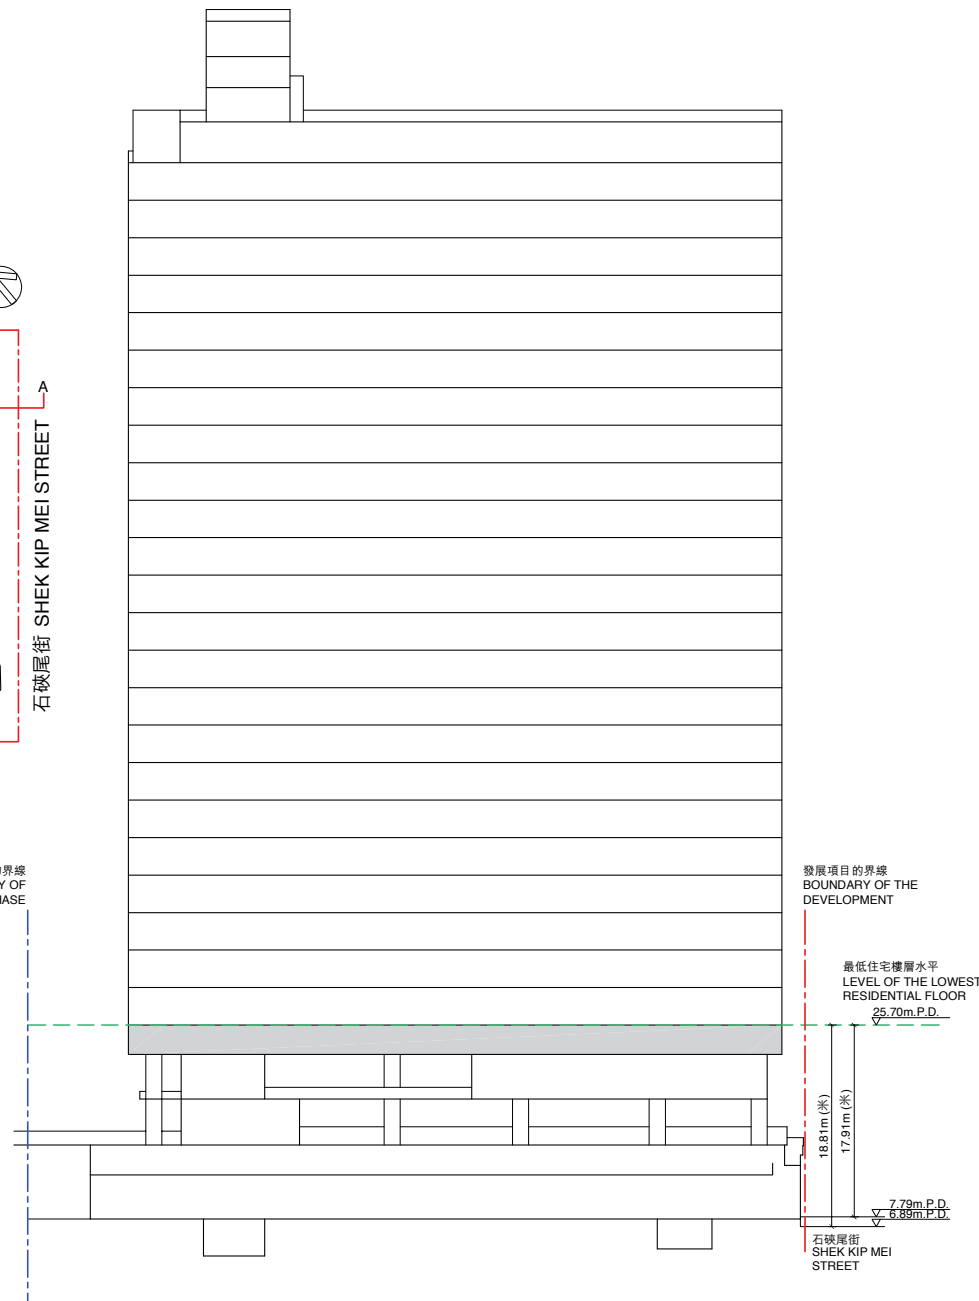 A
石硤尾街 SHEK KIP MEI STREET
界線
Y OF
HASE
發展項目的界線
BOUNDARY OF THE
DEVELOPMENT
最低住宅樓層水平
LEVEL OF THE LOWEST
RESIDENTIAL FLOOR
25.70m.P.D.
18.81m (米)
17.91m (米)
7.79m.P.D.
6.89m.P.D.
石硤尾街
SHEK KIP MEI
STREET